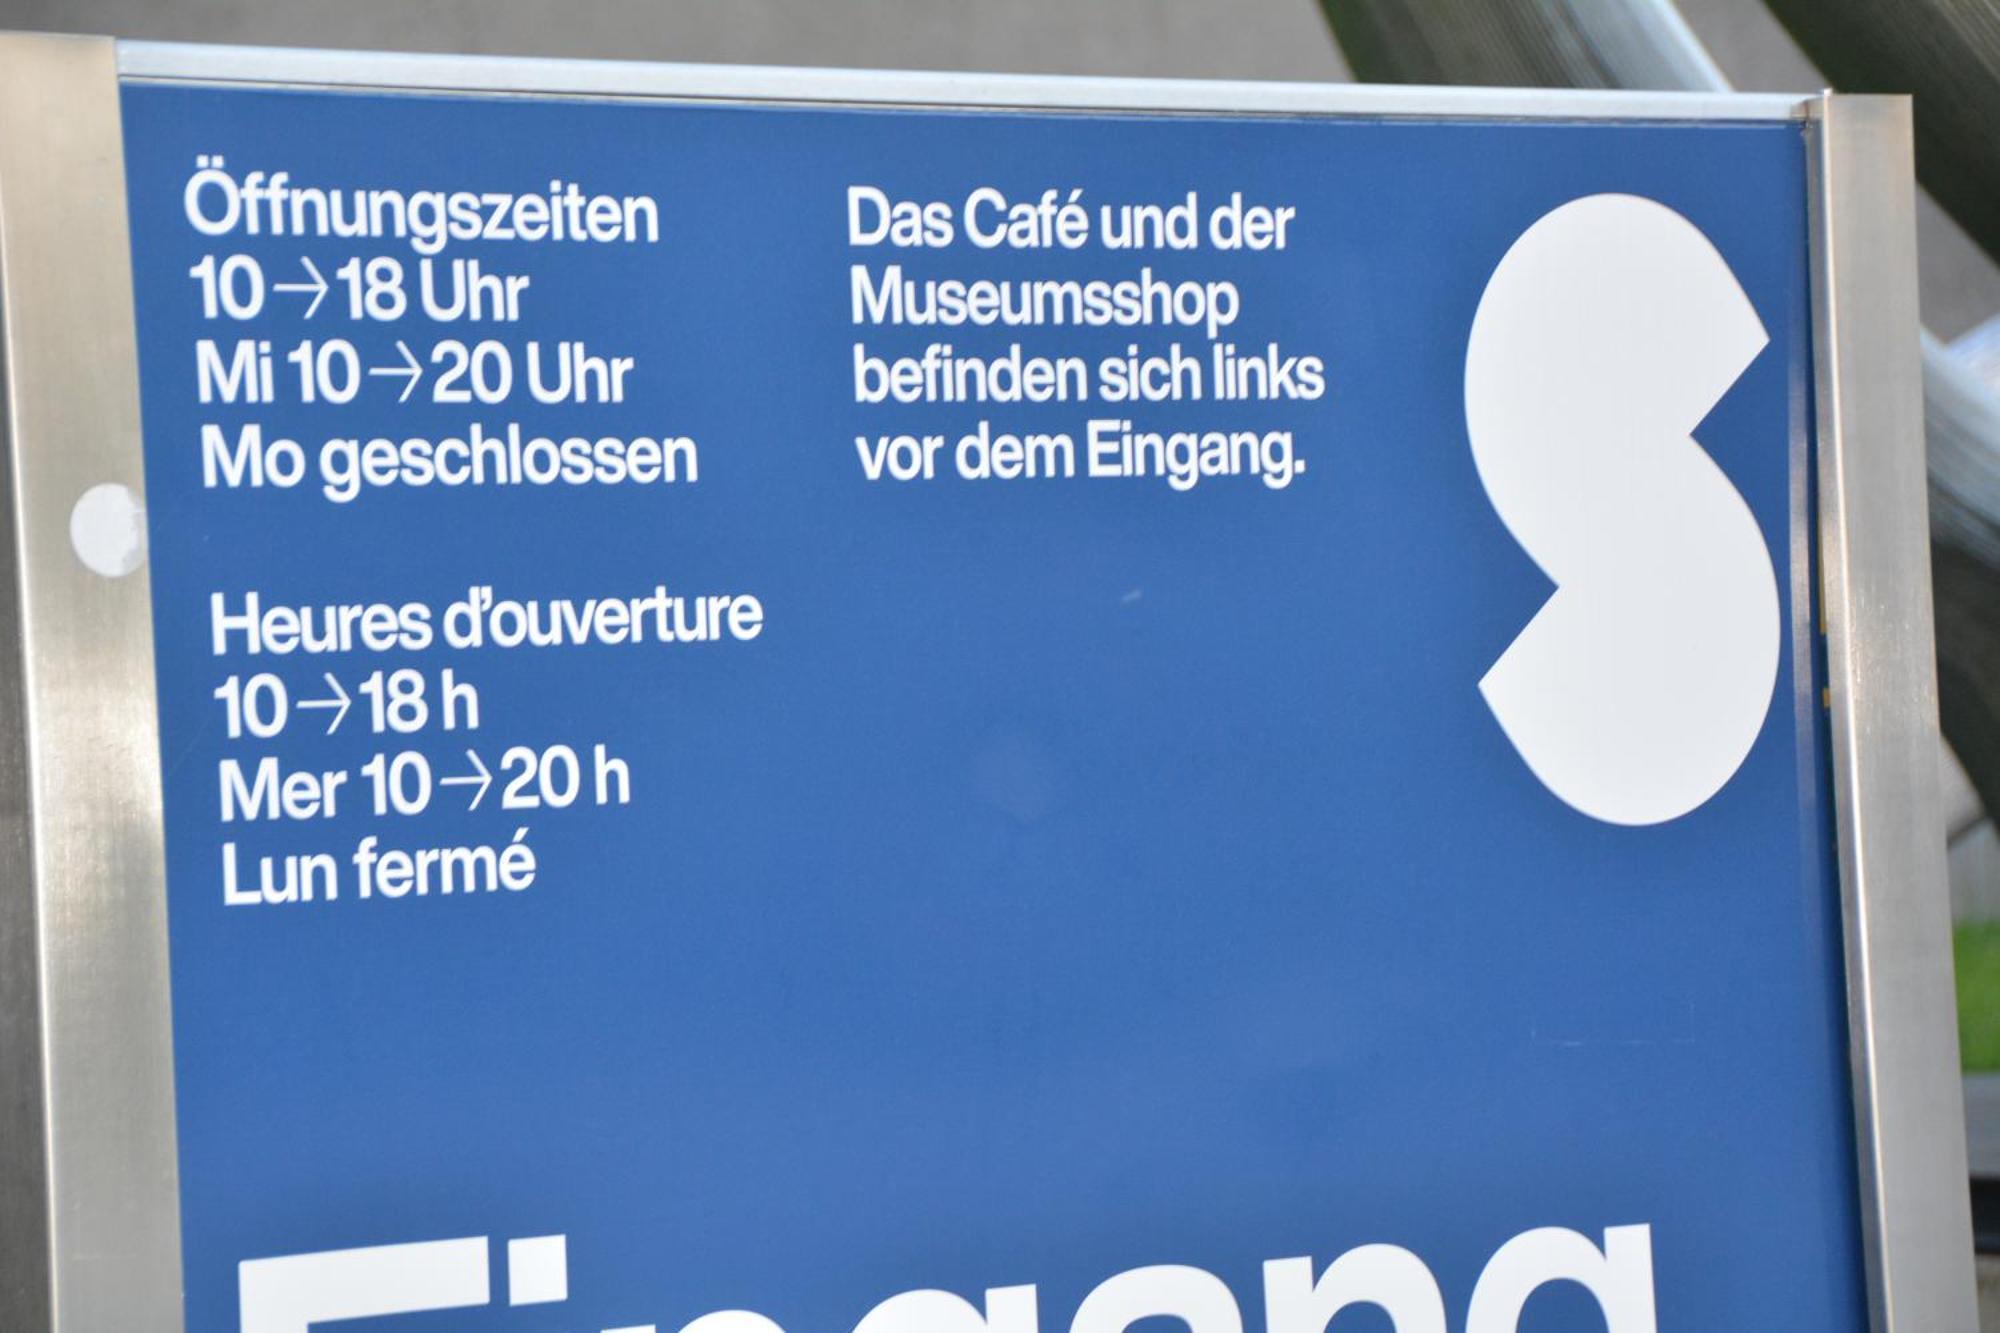 Öffnungszeiten
10→18 Uhr
Mi 10→20 Uhr
Mo geschlossen
Heures d’ouverture
10→18 h
Mer 10→20 h
Lun fermé
Das Café und der
Museumsshop
befinden sich links
vor dem Eingang.
S
Eingang